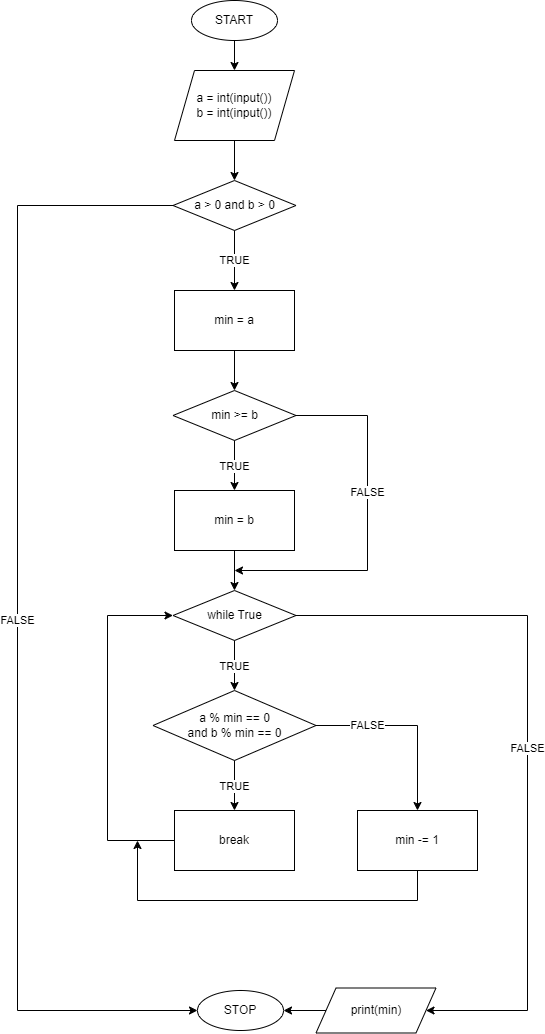 START
a = int(input())
b = int(input())
a > 0 and b > 0
TRUE
min = a
min >= b
TRUE
FALSE
min = b
FALSE
while True
TRUE
a % min == 0
and b % min == 0
FALSE
FALSE
TRUE
break
min -= 1
STOP
print(min)